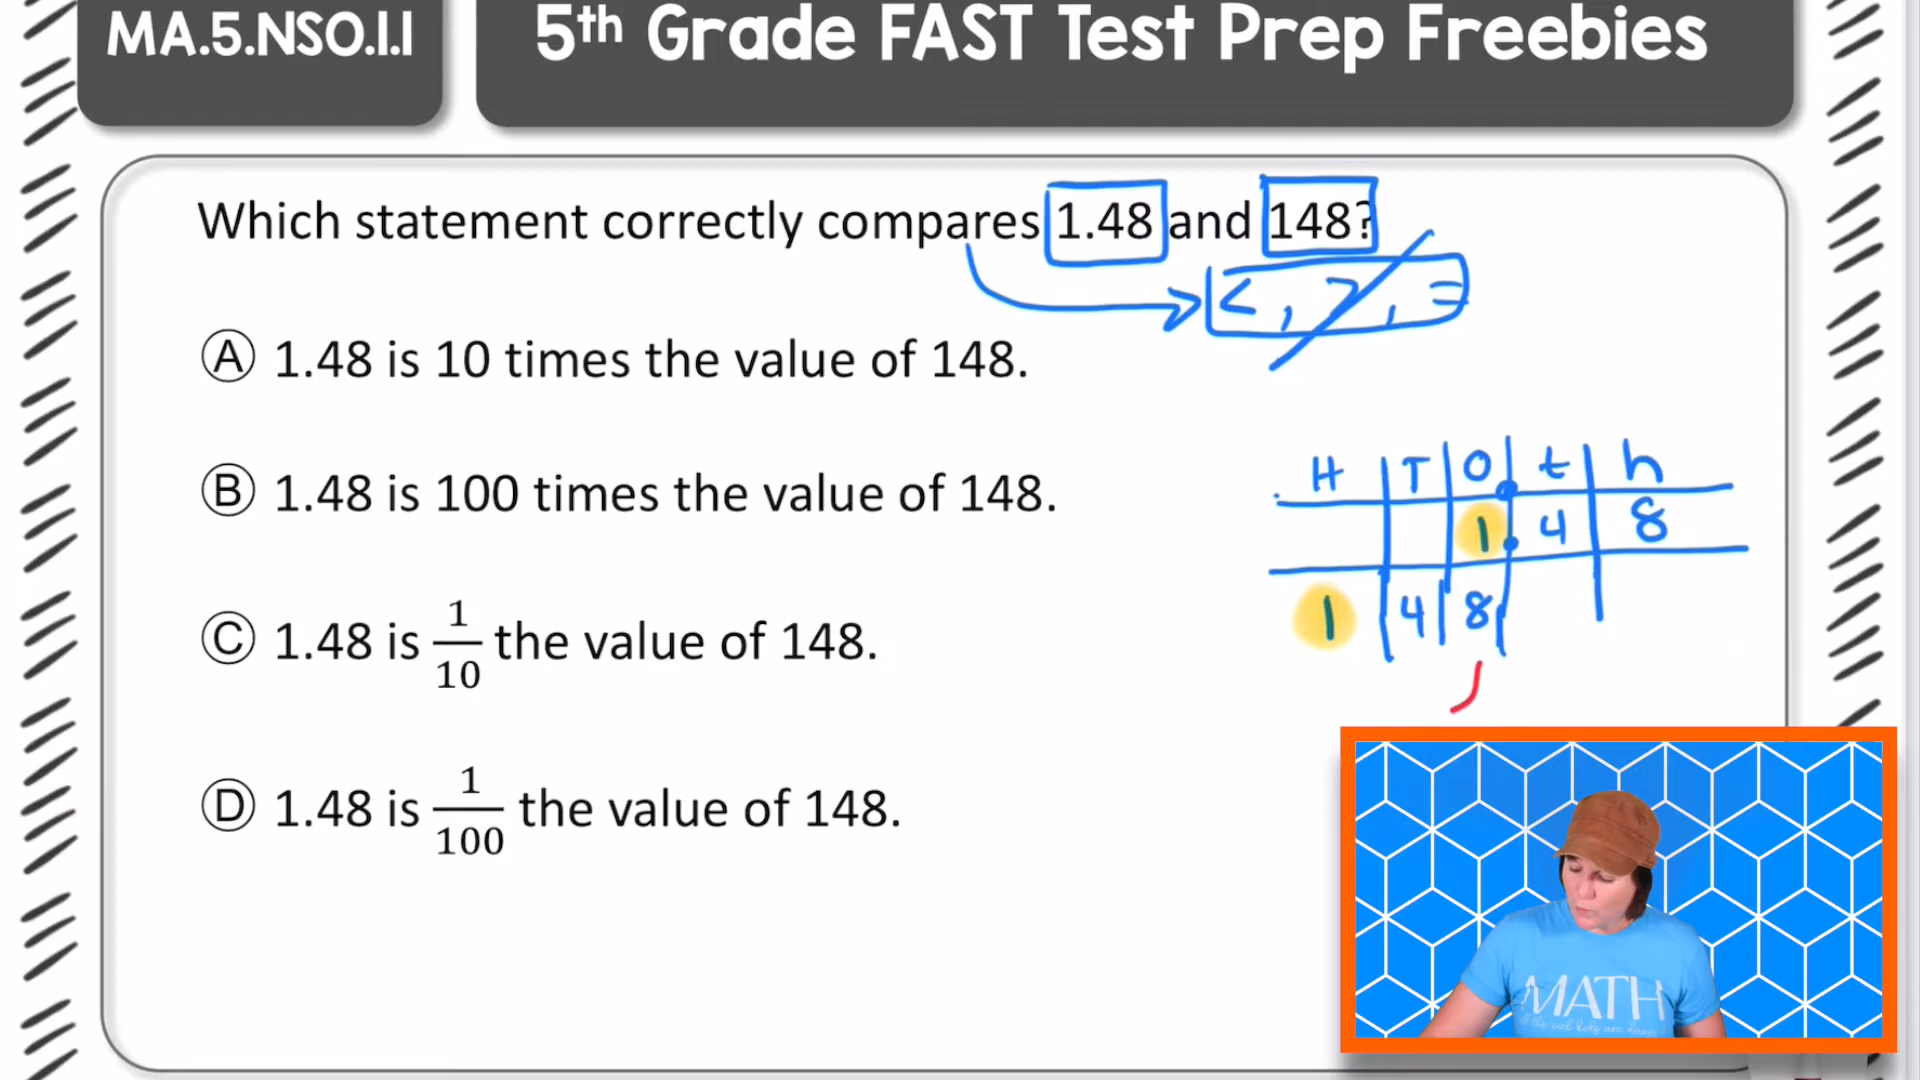 MA.5.NSO.1.1
5th Grade FAST Test Prep Freebies
Which statement correctly compares 1.48 and 148?
<, >, =
Ⓐ 1.48 is 10 times the value of 148.
Ⓑ 1.48 is 100 times the value of 148.
Ⓒ 1.48 is 1/10 the value of 148.
Ⓓ 1.48 is 1/100 the value of 148.
H T O . t h
1 . 4 8
1 4 8
MATH